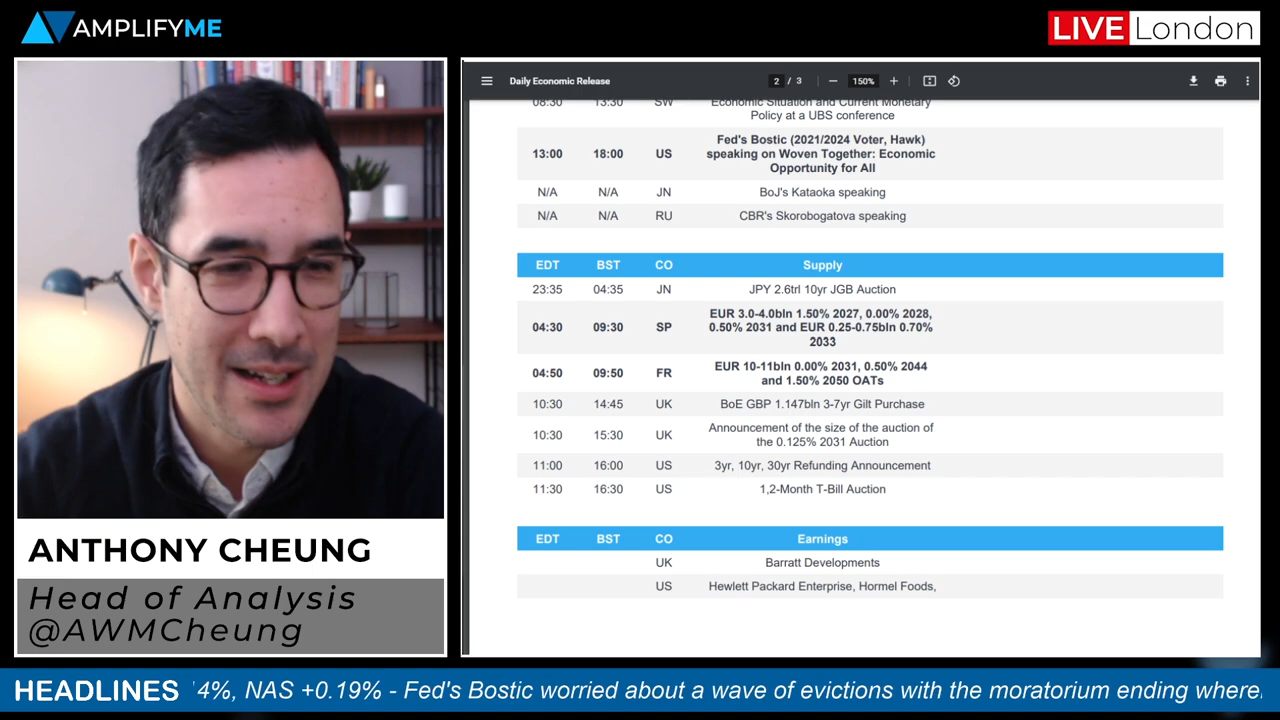 AMPLIFYME
LIVE London
Daily Economic Release
2 / 3
150%
08:30 13:30 SW Economic Situation and Current Monetary
Policy at a UBS conference
Fed's Bostic (2021/2024 Voter, Hawk)
13:00 18:00 US speaking on Woven Together: Economic
Opportunity for All
N/A N/A JN BoJ's Kataoka speaking
N/A N/A RU CBR's Skorobogatova speaking
EDT BST CO Supply
23:35 04:35 JN JPY 2.6trl 10yr JGB Auction
EUR 3.0-4.0bln 1.50% 2027, 0.00% 2028,
04:30 09:30 SP 0.50% 2031 and EUR 0.25-0.75bln 0.70%
2033
04:50 09:50 FR EUR 10-11bln 0.00% 2031, 0.50% 2044
and 1.50% 2050 OATs
10:30 14:45 UK BoE GBP 1.147bln 3-7yr Gilt Purchase
10:30 15:30 UK Announcement of the size of the auction of
the 0.125% 2031 Auction
11:00 16:00 US 3yr, 10yr, 30yr Refunding Announcement
11:30 16:30 US 1,2-Month T-Bill Auction
EDT BST CO Earnings
UK Barratt Developments
US Hewlett Packard Enterprise, Hormel Foods,
ANTHONY CHEUNG
Head of Analysis
@AWMCheung
HEADLINES 4%, NAS +0.19% - Fed's Bostic worried about a wave of evictions with the moratorium ending where